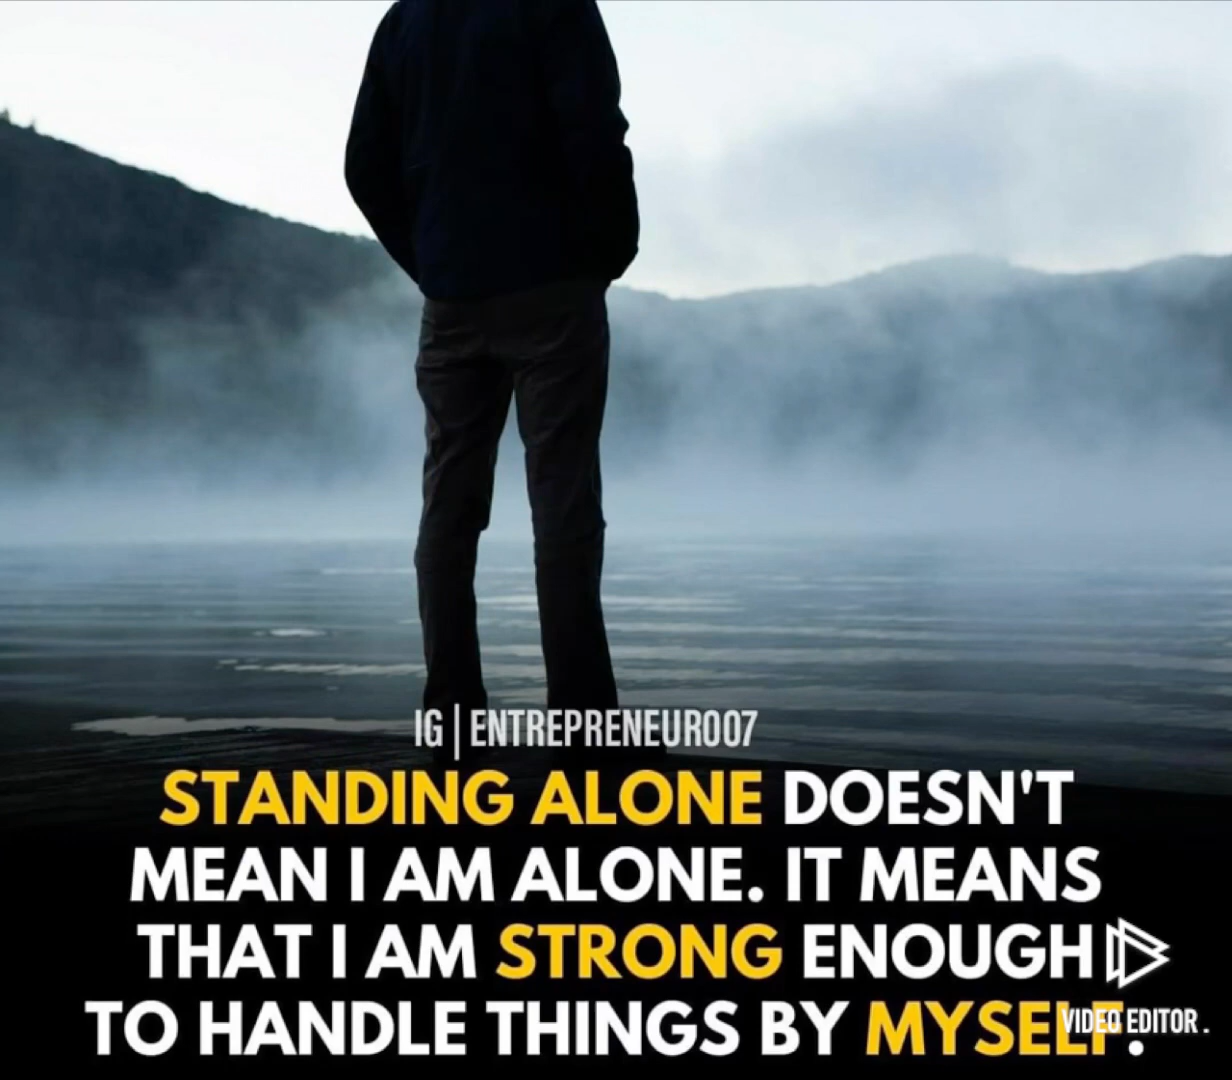 IG | ENTREPRENEUR007
STANDING ALONE DOESN'T
MEAN I AM ALONE. IT MEANS
THAT I AM STRONG ENOUGH
TO HANDLE THINGS BY MYSELF.
VIDEO EDITOR .